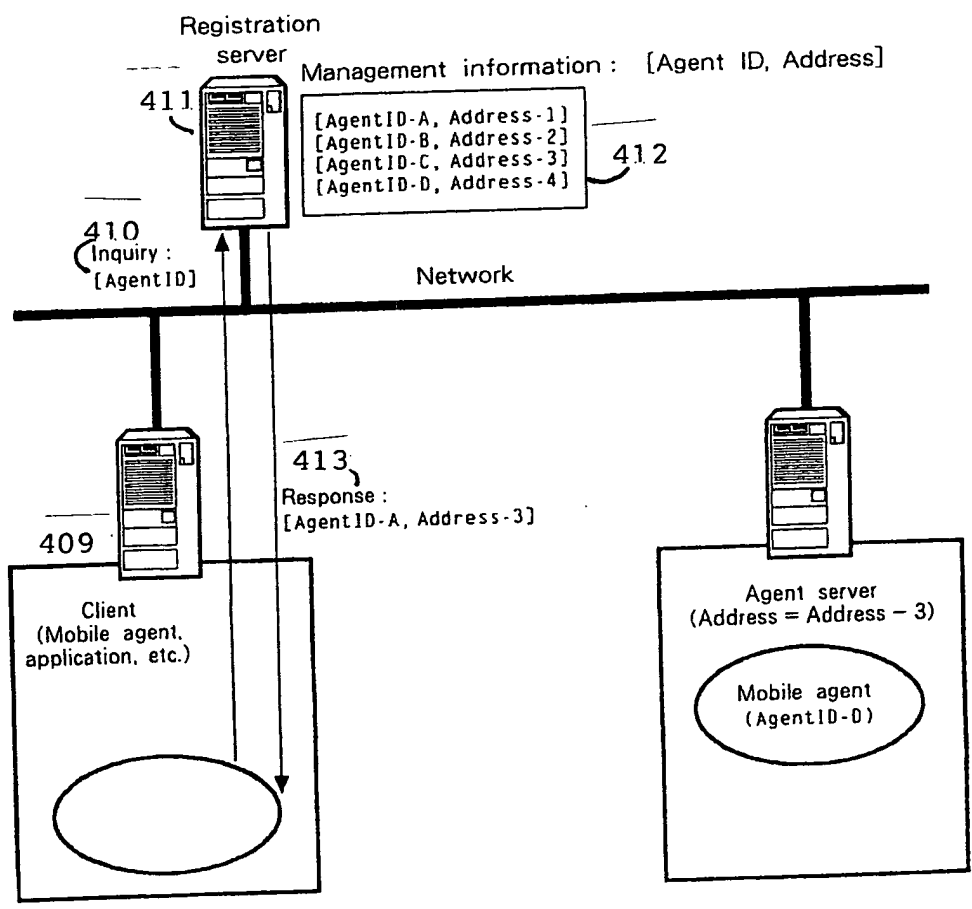 Registration
server
Management information : [Agent ID, Address]
411
[AgentID-A, Address-1]
[AgentID-B, Address-2]
[AgentID-C, Address-3]
[AgentID-D, Address-4]
412
410
Inquiry :
[AgentID]
Network
413
Response :
[AgentID-A, Address-3]
409
Client
(Mobile agent,
application, etc.)
Agent server
(Address = Address - 3)
Mobile agent
(AgentID-D)